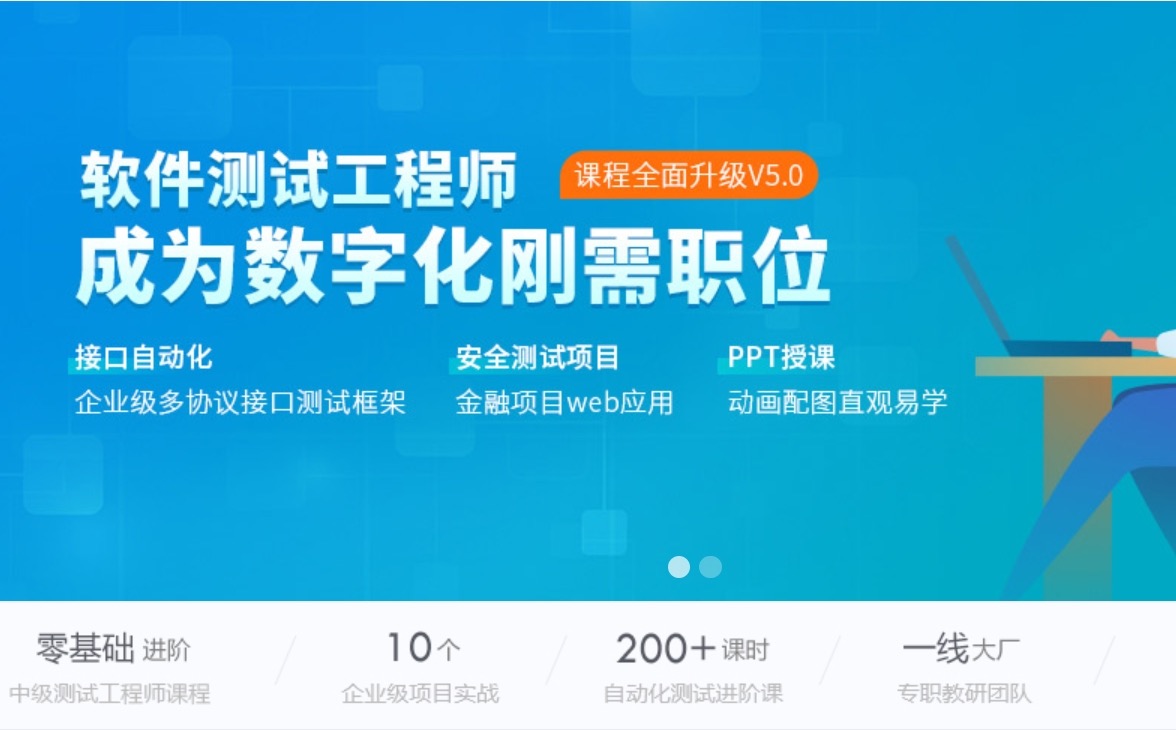 软件测试工程师 课程全面升级V5.0
成为数字化刚需职位
接口自动化 安全测试项目 PPT授课
企业级多协议接口测试框架 金融项目web应用 动画配图直观易学
零基础 进阶 10个 200+课时 一线大厂
中级测试工程师课程 企业级项目实战 自动化测试进阶课 专职教研团队